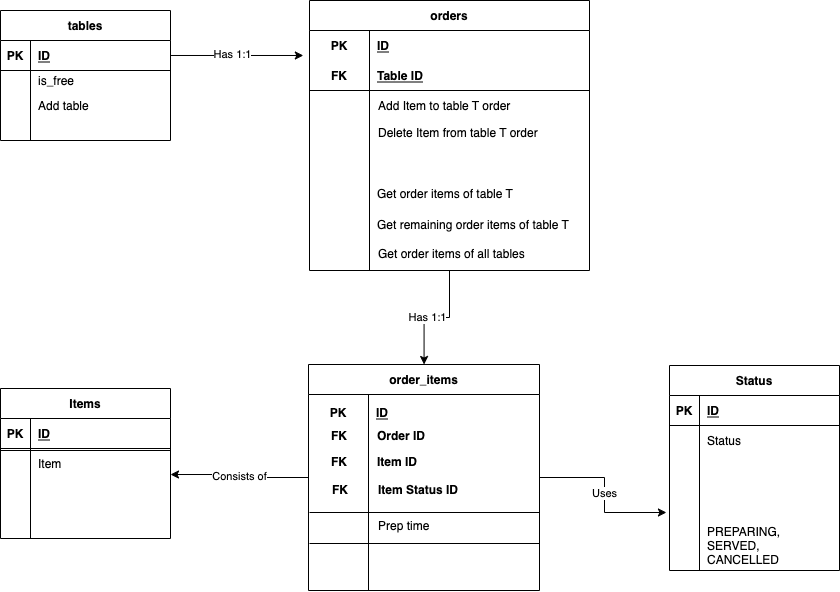 tables
PK ID
is_free
Add table
Has 1:1
orders
PK ID
FK Table ID
Add Item to table T order
Delete Item from table T order
Get order items of table T
Get remaining order items of table T
Get order items of all tables
Has 1:1
Items
PK ID
Item
Consists of
order_items
PK ID
FK Order ID
FK Item ID
FK Item Status ID
Prep time
Uses
Status
PK ID
Status
PREPARING,
SERVED,
CANCELLED